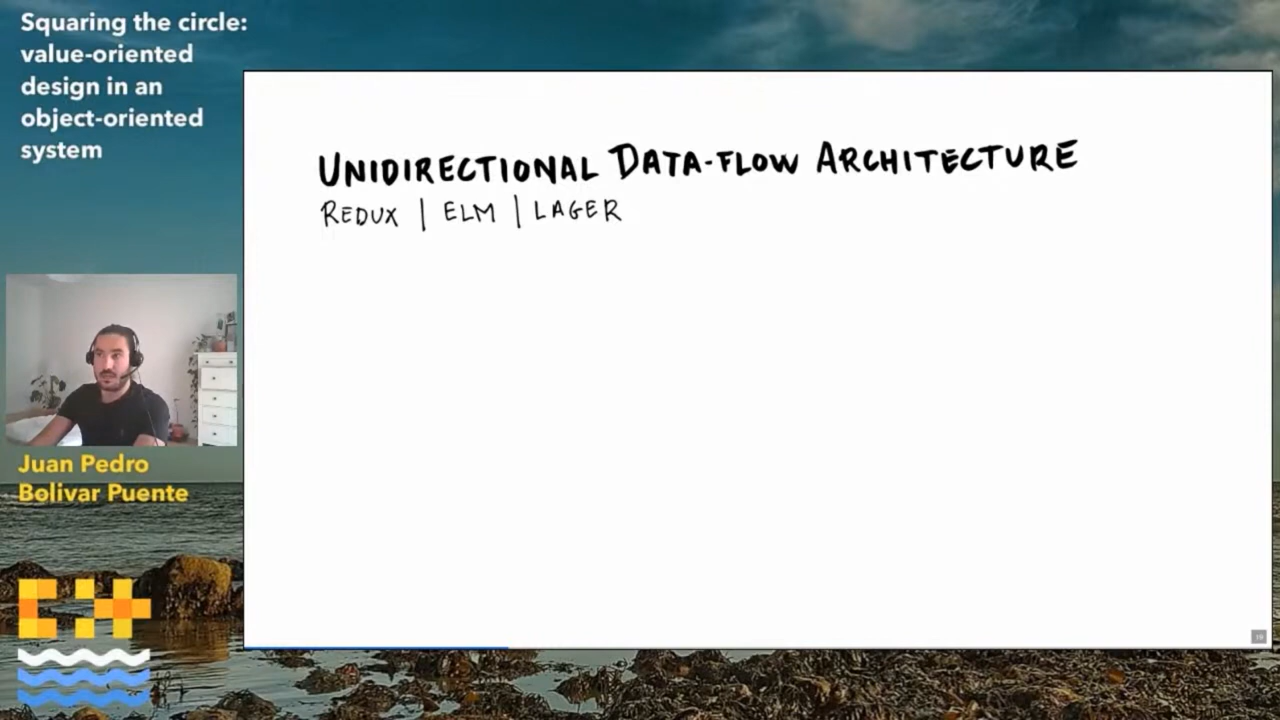 Squaring the circle:
value-oriented
design in an
object-oriented
system
UNIDIRECTIONAL DATA-FLOW ARCHITECTURE
REDUX | ELM | LAGER
Juan Pedro
Bolivar Puente
C++
19